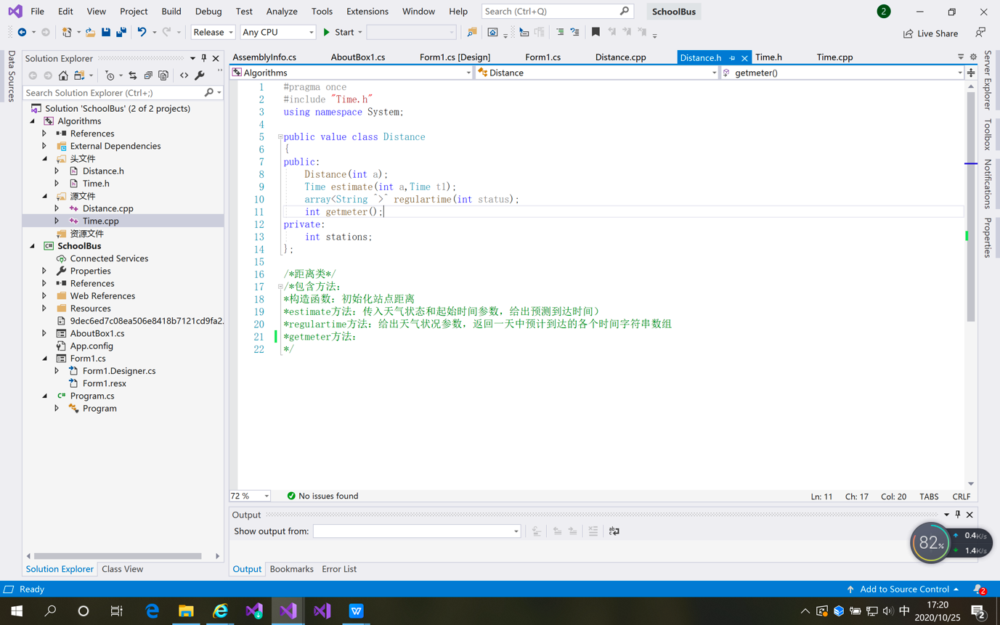 File Edit View Project Build Debug Test Analyze Tools Extensions Window Help Search (Ctrl+Q) SchoolBus 2
Release Any CPU Start Live Share
Data Sources
Solution Explorer
Search Solution Explorer (Ctrl+;)
Solution 'SchoolBus' (2 of 2 projects)
Algorithms
References
External Dependencies
头文件
Distance.h
Time.h
源文件
Distance.cpp
Time.cpp
资源文件
C# SchoolBus
Connected Services
Properties
References
Web References
Resources
9dec6ed7c08ea506e8418b7121cd9fa2.
AboutBox1.cs
App.config
Form1.cs
Form1.Designer.cs
Form1.resx
C# Program.cs
Program
Solution Explorer Class View
AssemblyInfo.cs AboutBox1.cs Form1.cs [Design] Form1.cs Distance.cpp Distance.h Time.h Time.cpp
Algorithms Distance getmeter()
1 #pragma once
2 #include "Time.h"
3 using namespace System;
4
5 public value class Distance
6 {
7 public:
8 Distance(int a);
9 Time estimate(int a,Time t1);
10 array<String ^>^ regulartime(int status);
11 int getmeter();
12 private:
13 int stations;
14 };
15
16 /*距离类*/
17 /*包含方法:
18 *构造函数: 初始化站点距离
19 *estimate方法: 传入天气状态和起始时间参数, 给出预测到达时间)
20 *regulartime方法: 给出天气状况参数, 返回一天中预计到达的各个时间字符串数组
21 *getmeter方法:
22 */
72 % No issues found Ln: 11 Ch: 17 Col: 20 TABS CRLF
Output
Show output from:
Output Bookmarks Error List
Server Explorer
Toolbox
Notifications
Properties
82% 0.4K/s
1.4K/s
Ready Add to Source Control 2
中 17:20
2020/10/25 2